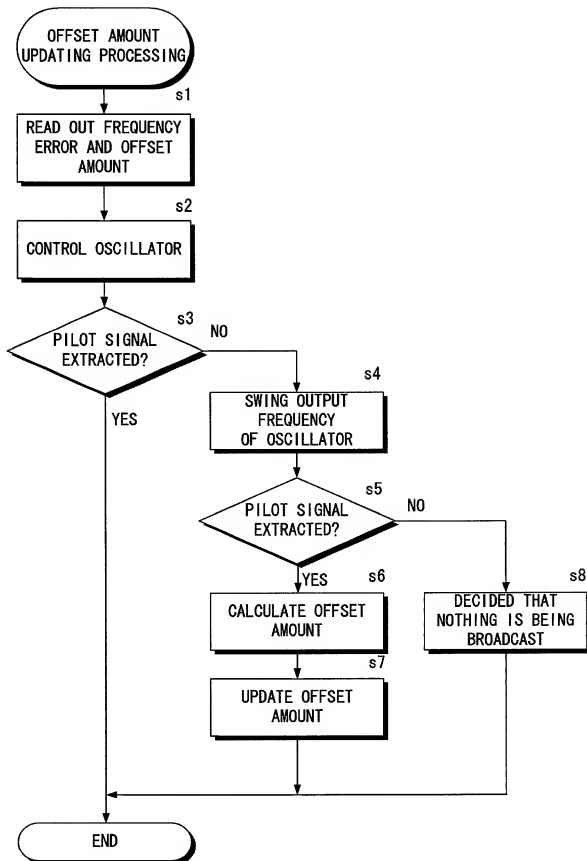 OFFSET AMOUNT
UPDATING PROCESSING
s1
READ OUT FREQUENCY
ERROR AND OFFSET
AMOUNT
s2
CONTROL OSCILLATOR
s3
PILOT SIGNAL
EXTRACTED?
NO
YES
s4
SWING OUTPUT
FREQUENCY
OF OSCILLATOR
s5
PILOT SIGNAL
EXTRACTED?
NO
YES
s6
CALCULATE OFFSET
AMOUNT
s7
UPDATE OFFSET
AMOUNT
s8
DECIDED THAT
NOTHING IS BEING
BROADCAST
END